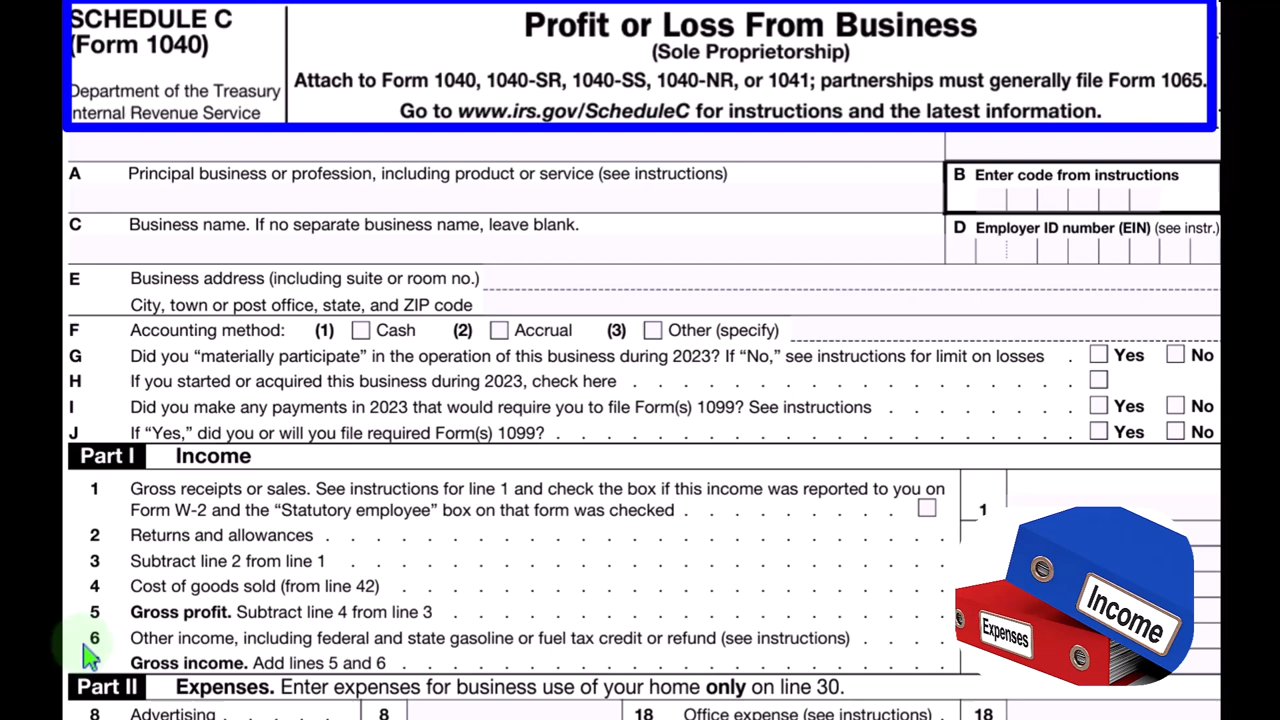 SCHEDULE C
(Form 1040)
Department of the Treasury
Internal Revenue Service
Profit or Loss From Business
(Sole Proprietorship)
Attach to Form 1040, 1040-SR, 1040-SS, 1040-NR, or 1041; partnerships must generally file Form 1065.
Go to www.irs.gov/ScheduleC for instructions and the latest information.
A Principal business or profession, including product or service (see instructions)
B Enter code from instructions
C Business name. If no separate business name, leave blank.
D Employer ID number (EIN) (see instr.)
E Business address (including suite or room no.)
City, town or post office, state, and ZIP code
F Accounting method: (1) Cash (2) Accrual (3) Other (specify)
G Did you “materially participate” in the operation of this business during 2023? If “No,” see instructions for limit on losses . Yes No
H If you started or acquired this business during 2023, check here . . . . . . . . . . . . . . . . .
I Did you make any payments in 2023 that would require you to file Form(s) 1099? See instructions . . . . . . . . Yes No
J If “Yes,” did you or will you file required Form(s) 1099? . . . . . . . . . . . . . . . . . . . . Yes No
Part I Income
1 Gross receipts or sales. See instructions for line 1 and check the box if this income was reported to you on
Form W-2 and the “Statutory employee” box on that form was checked . . . . . . . . . 1
2 Returns and allowances . . . . . . . . . . . . . . . . . . . . . . .
3 Subtract line 2 from line 1 . . . . . . . . . . . . . . . . . . . . . .
4 Cost of goods sold (from line 42) . . . . . . . . . . . . . . . . . . . .
5 Gross profit. Subtract line 4 from line 3 . . . . . . . . . . . . . . . . . .
6 Other income, including federal and state gasoline or fuel tax credit or refund (see instructions) . . . .
Gross income. Add lines 5 and 6 . . . . . . . . . . . . . . . . . . . .
Income
Expenses
Part II Expenses. Enter expenses for business use of your home only on line 30.
8 Advertising . . . . . 8
18 Office expense (see instructions) . 18